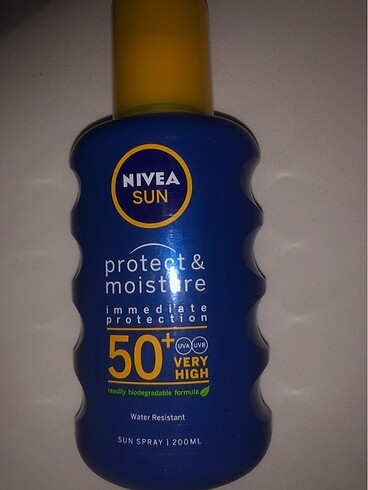 NIVEA
SUN
protect &
moisture
immediate
protection
50+ UVA UVB
VERY
HIGH
readily biodegradable formula
Water Resistant
SUN SPRAY | 200ML